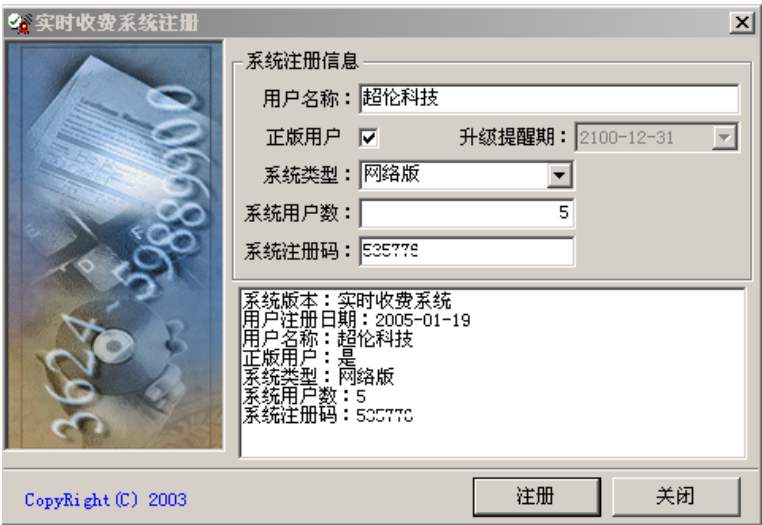 实时收费系统注册
系统注册信息
用户名称：超伦科技
正版用户
升级提醒期：2100-12-31
系统类型：网络版
系统用户数：5
系统注册码：
系统版本：实时收费系统
用户注册日期：2005-01-19
用户名称：超伦科技
正版用户：是
系统类型：网络版
系统用户数：5
系统注册码：
3624-59889900
CopyRight(C) 2003
注册
关闭